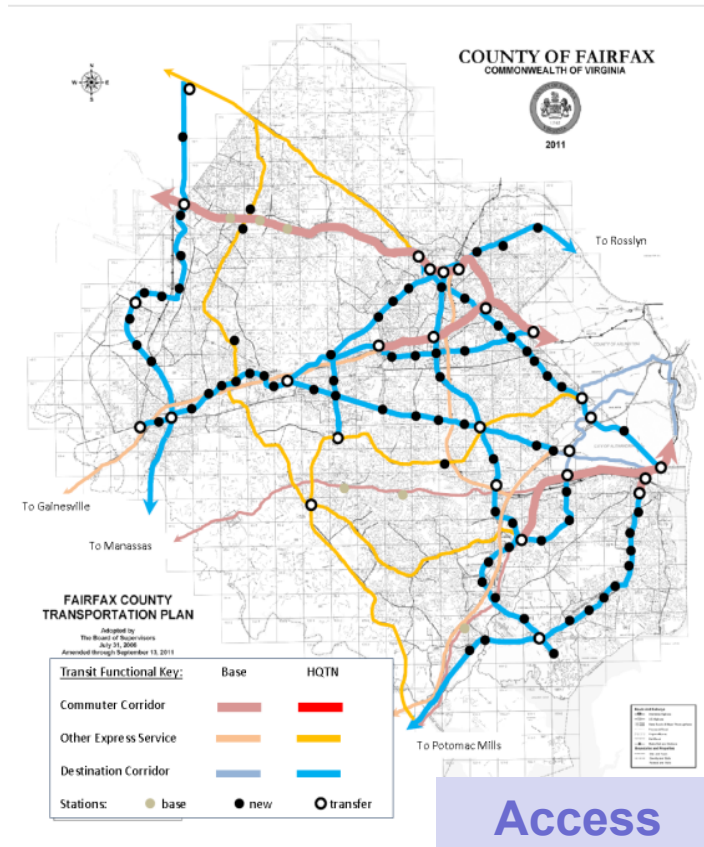 COUNTY OF FAIRFAX
COMMONWEALTH OF VIRGINIA
2011
N
W
E
S
To Rosslyn
To Gainesville
To Manassas
FAIRFAX COUNTY
TRANSPORTATION PLAN
Adopted by
The Board of Supervisors
July 31, 2006
Amended through September 13, 2011
Transit Functional Key: Base HQTN
Commuter Corridor
Other Express Service
Destination Corridor
Stations: base new transfer
To Potomac Mills
Access